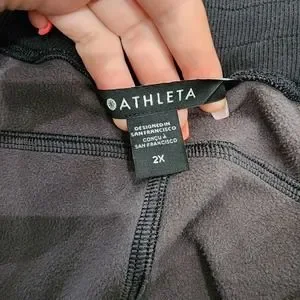 ATHLETA
DESIGNED IN
SAN FRANCISCO
CONÇU À
SAN FRANCISCO
2X